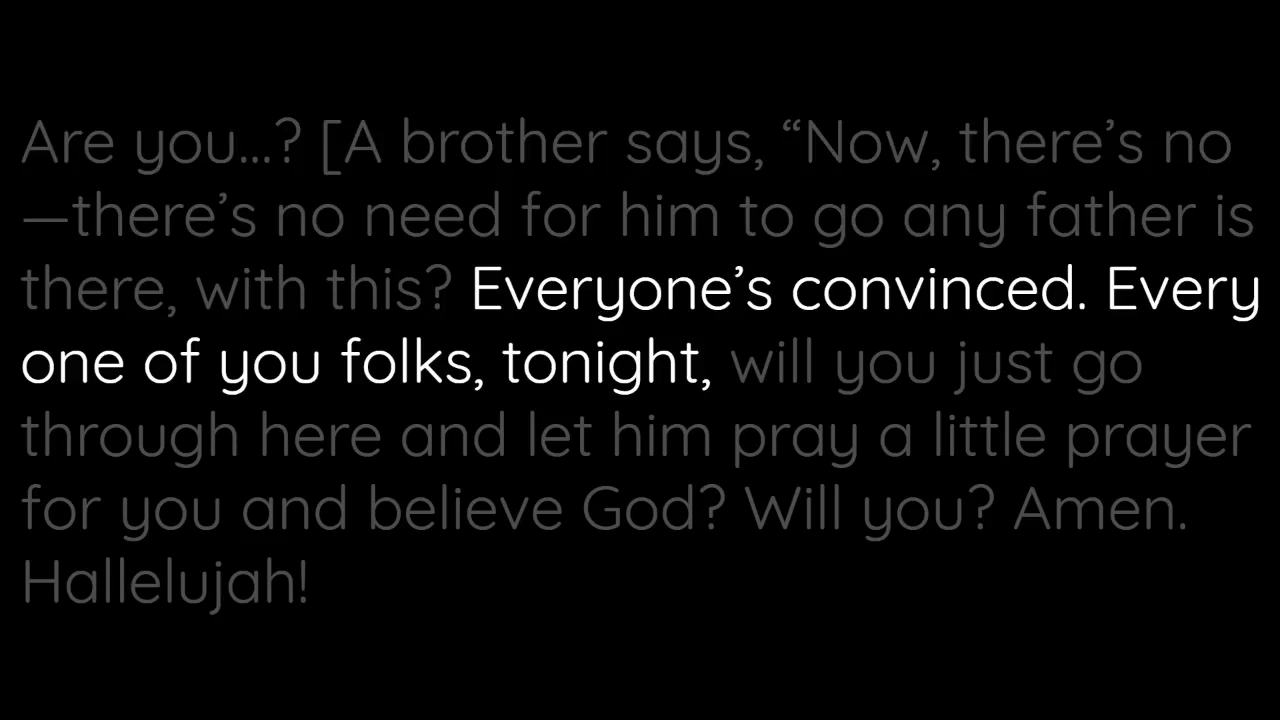 Are you...? [A brother says, “Now, there’s no
—there’s no need for him to go any father is
there, with this? Everyone’s convinced. Every
one of you folks, tonight, will you just go
through here and let him pray a little prayer
for you and believe God? Will you? Amen.
Hallelujah!